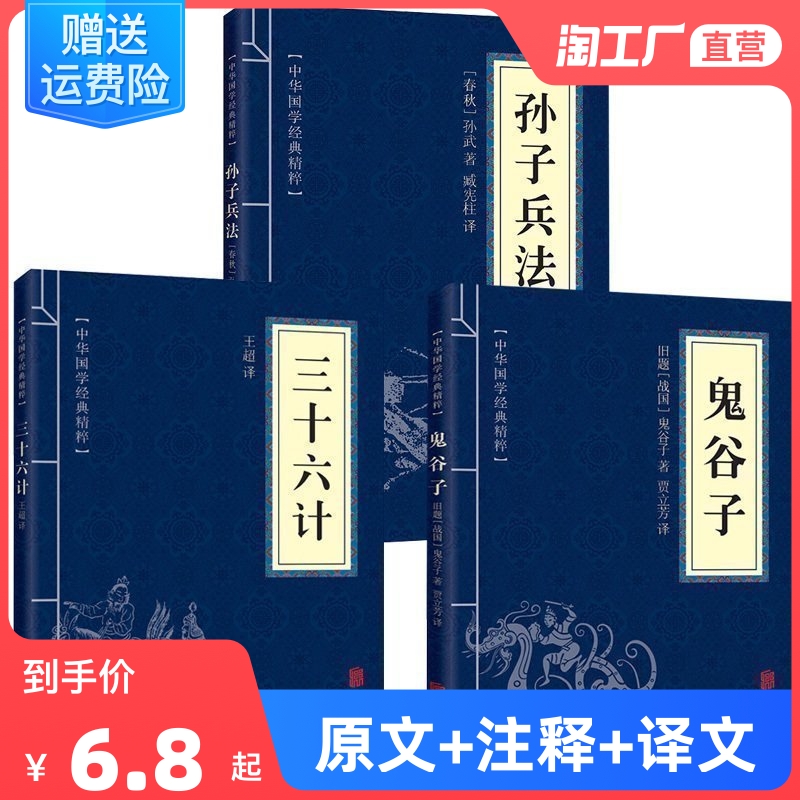 赠送
运费险
淘工厂 直营
【中华国学经典精粹】
孙子兵法
【中华国学经典精粹】
[春秋]孙武 著 臧宪柱 译
孙子兵法
【中华国学经典精粹】
三十六计
王超 译
【中华国学经典精粹】
王超 译
三十六计
【中华国学经典精粹】
鬼谷子
旧题[战国]鬼谷子 著 贾立芳 译
【中华国学经典精粹】
旧题[战国]鬼谷子 著 贾立芳 译
鬼谷子
到手价
¥ 6.8 起
原文+注释+译文